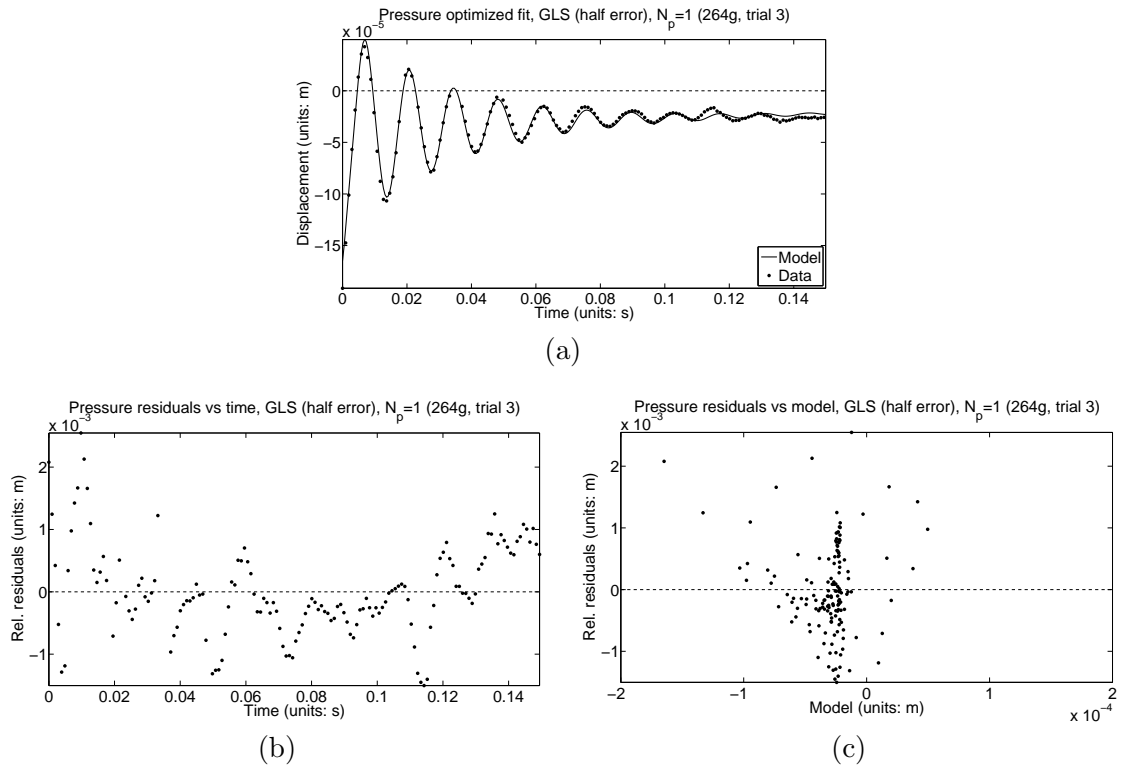 Pressure optimized fit, GLS (half error), N_p=1 (264g, trial 3)
x 10^-5
0
−5
−10
−15
Displacement (units: m)
0 0.02 0.04 0.06 0.08 0.1 0.12 0.14
Time (units: s)
Model
Data
(a)
Pressure residuals vs time, GLS (half error), N_p=1 (264g, trial 3)
x 10^-3
2
1
0
−1
Rel. residuals (units: m)
0 0.02 0.04 0.06 0.08 0.1 0.12 0.14
Time (units: s)
(b)
Pressure residuals vs model, GLS (half error), N_p=1 (264g, trial 3)
x 10^-3
2
1
0
−1
Rel. residuals (units: m)
−2 −1 0 1 2
Model (units: m)
x 10^-4
(c)